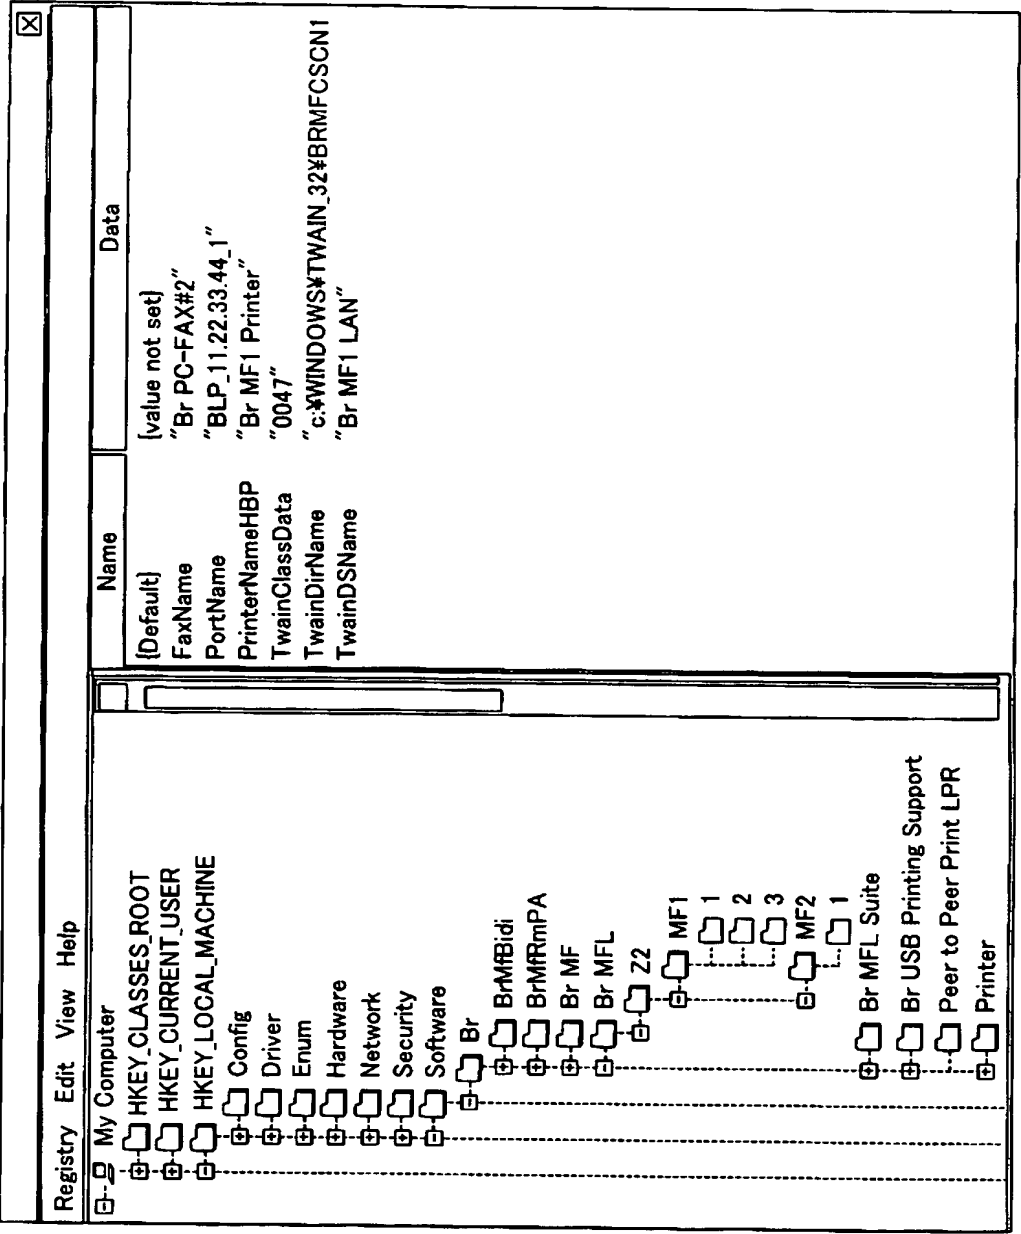 Registry Edit View Help
My Computer
HKEY_CLASSES_ROOT
HKEY_CURRENT_USER
HKEY_LOCAL_MACHINE
Config
Driver
Enum
Hardware
Network
Security
Software
Br
BrMfBidi
BrMfRmPA
Br MF
Br MFL
Z2
MF1
1
2
3
MF2
1
Br MFL Suite
Br USB Printing Support
Peer to Peer Print LPR
Printer
Name Data
{Default} {value not set}
FaxName "Br PC-FAX#2"
PortName "BLP_11.22.33.44_1"
PrinterNameHBP "Br MF1 Printer"
TwainClassData "0047"
TwainDirName "c:¥WINDOWS¥TWAIN_32¥BRMFCSCN1
TwainDSName "Br MF1 LAN"